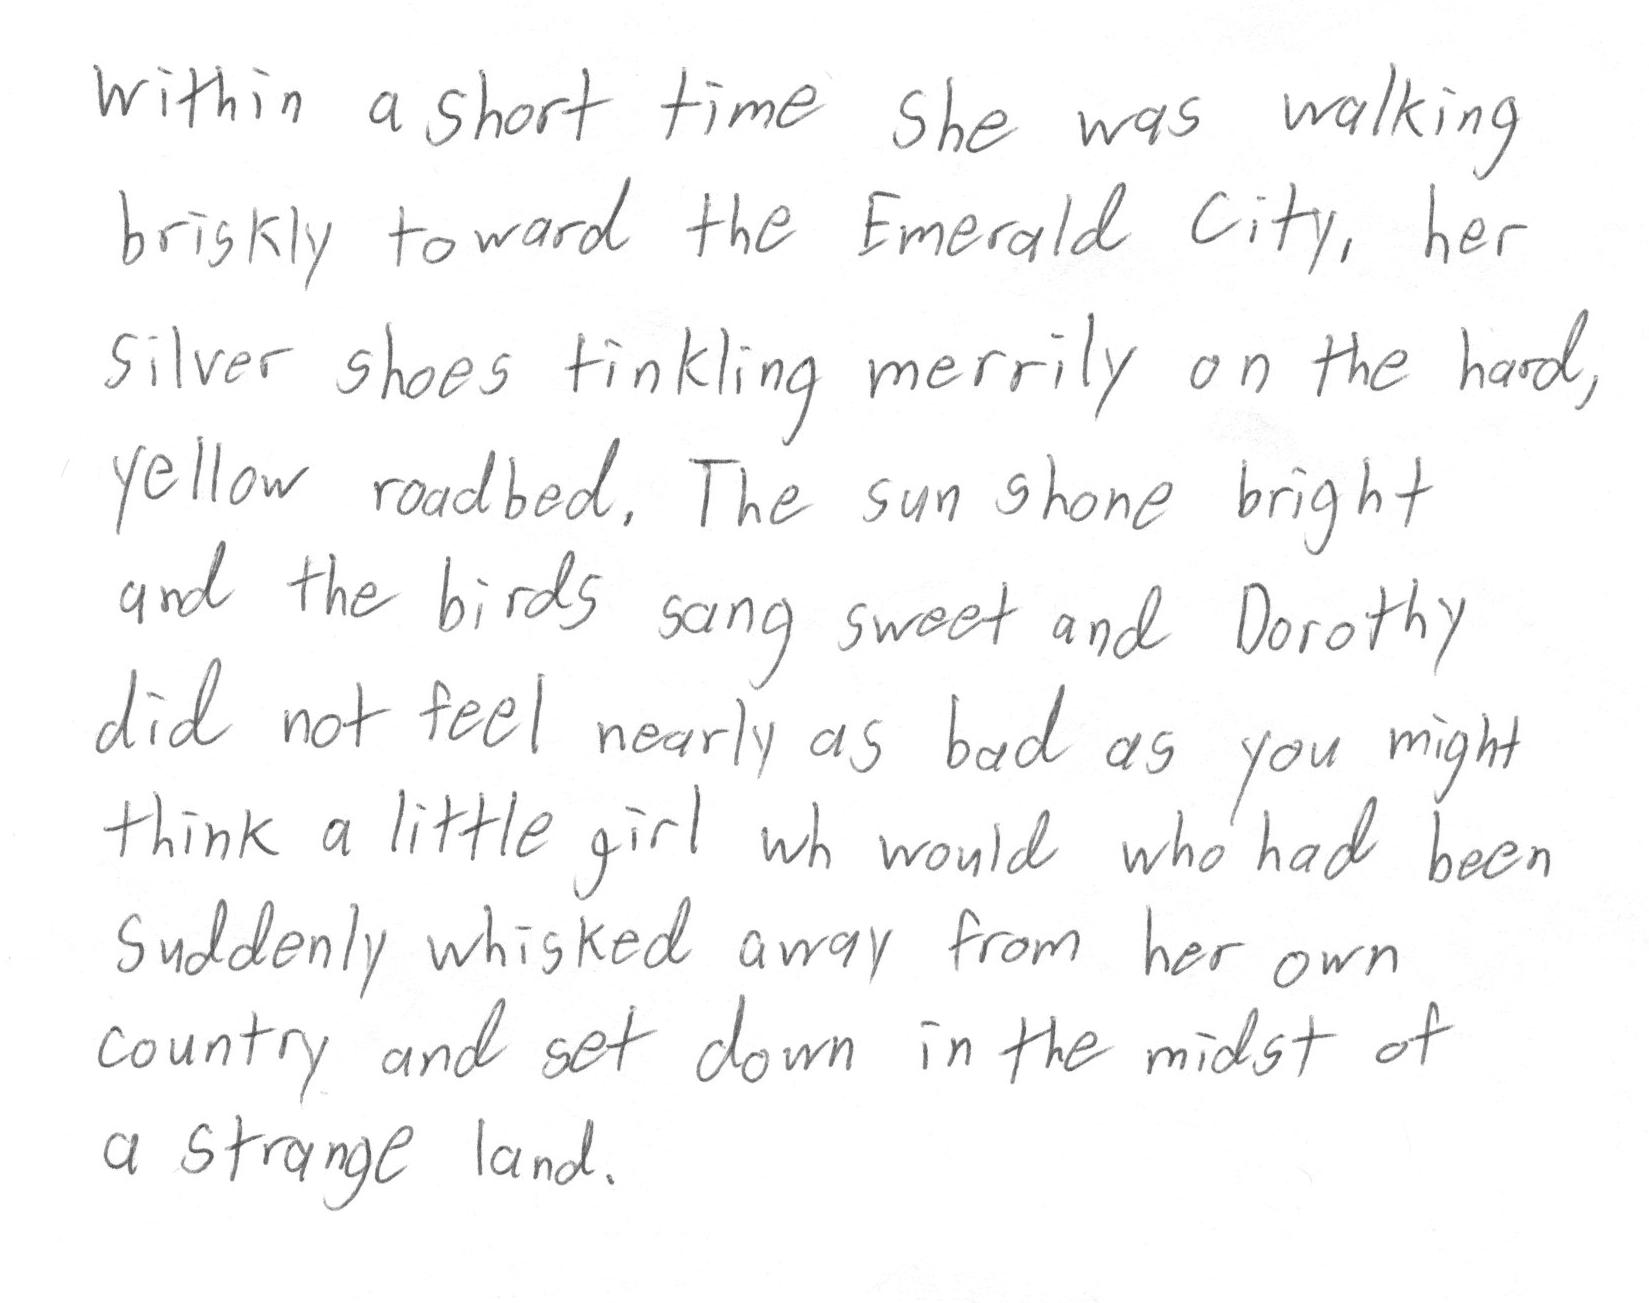 Within a short time she was walking
briskly toward the Emerald City, her
silver shoes tinkling merrily on the hard,
yellow roadbed. The sun shone bright
and the birds sang sweet and Dorothy
did not feel nearly as bad as you might
think a little girl wh would who had been
suddenly whisked away from her own
country and set down in the midst of
a strange land.